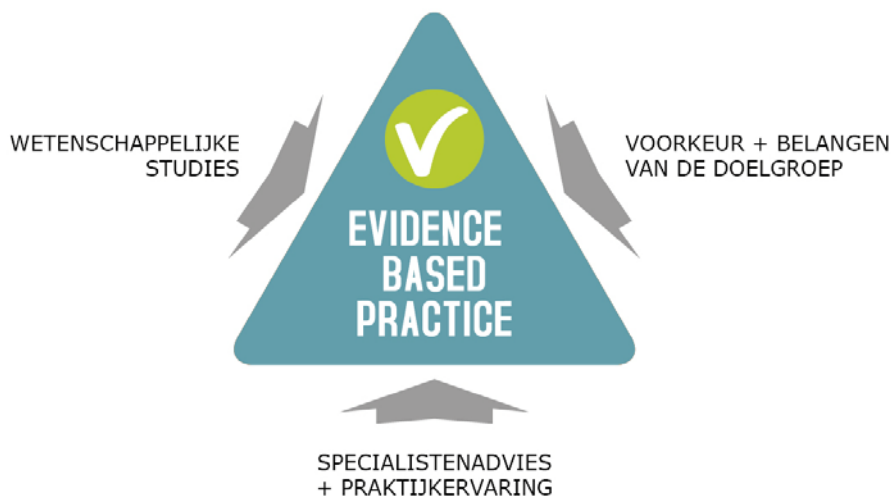 WETENSCHAPPELIJKE
STUDIES
VOORKEUR + BELANGEN
VAN DE DOELGROEP
EVIDENCE
BASED
PRACTICE
SPECIALISTENADVIES
+ PRAKTIJKERVARING